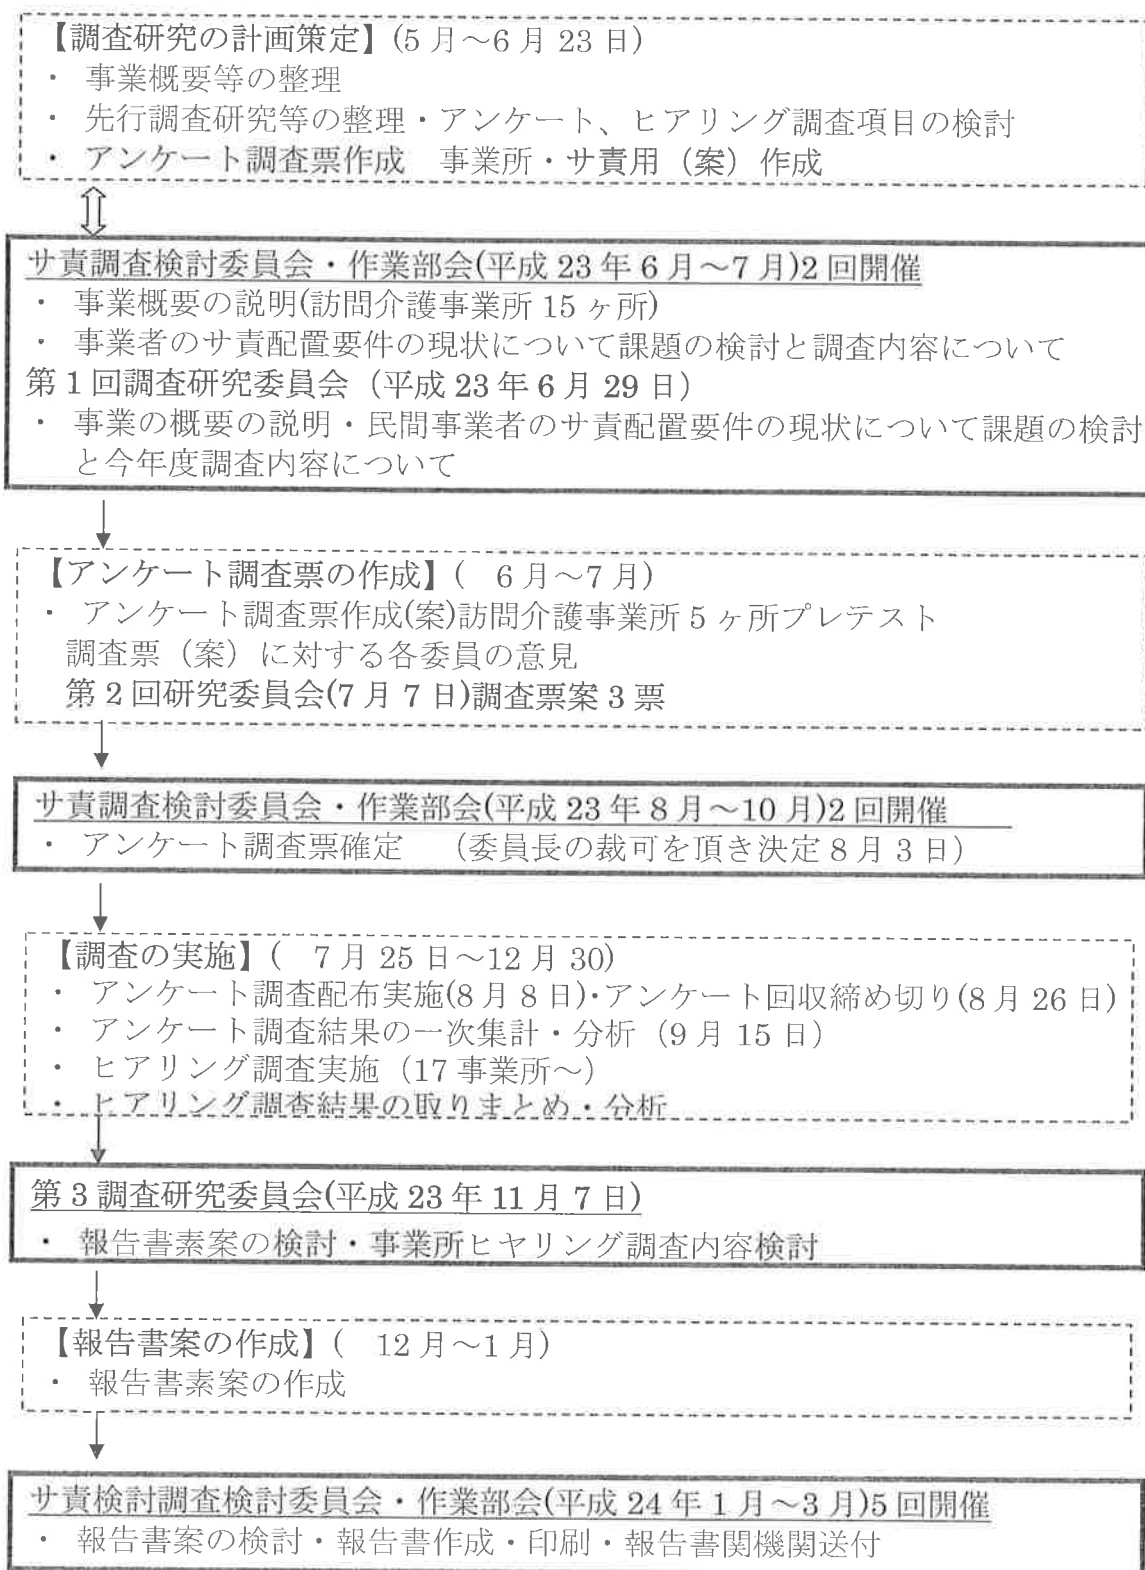 【調査研究の計画策定】(5月～6月23日)
・ 事業概要等の整理
・ 先行調査研究等の整理・アンケート、ヒアリング調査項目の検討
・ アンケート調査票作成　事業所・サ責用（案）作成
サ責調査検討委員会・作業部会(平成23年6月～7月)2回開催
・ 事業概要の説明(訪問介護事業所15ヶ所)
・ 事業者のサ責配置要件の現状について課題の検討と調査内容について
第1回調査研究委員会（平成23年6月29日）
・ 事業の概要の説明・民間事業者のサ責配置要件の現状について課題の検討
と今年度調査内容について
【アンケート調査票の作成】(　6月～7月)
・ アンケート調査票作成(案)訪問介護事業所5ヶ所プレテスト
調査票（案）に対する各委員の意見
第2回研究委員会(7月7日)調査票案3票
サ責調査検討委員会・作業部会(平成23年8月～10月)2回開催
・ アンケート調査票確定　（委員長の裁可を頂き決定8月3日）
【調査の実施】(　7月25日～12月30)
・ アンケート調査配布実施(8月8日)・アンケート回収締め切り(8月26日)
・ アンケート調査結果の一次集計・分析（9月15日）
・ ヒアリング調査実施（17事業所～）
・ ヒアリング調査結果の取りまとめ・分析
第3調査研究委員会(平成23年11月7日)
・ 報告書素案の検討・事業所ヒヤリング調査内容検討
【報告書案の作成】(　12月～1月)
・ 報告書素案の作成
サ責検討調査検討委員会・作業部会(平成24年1月～3月)5回開催
・ 報告書案の検討・報告書作成・印刷・報告書関機関送付